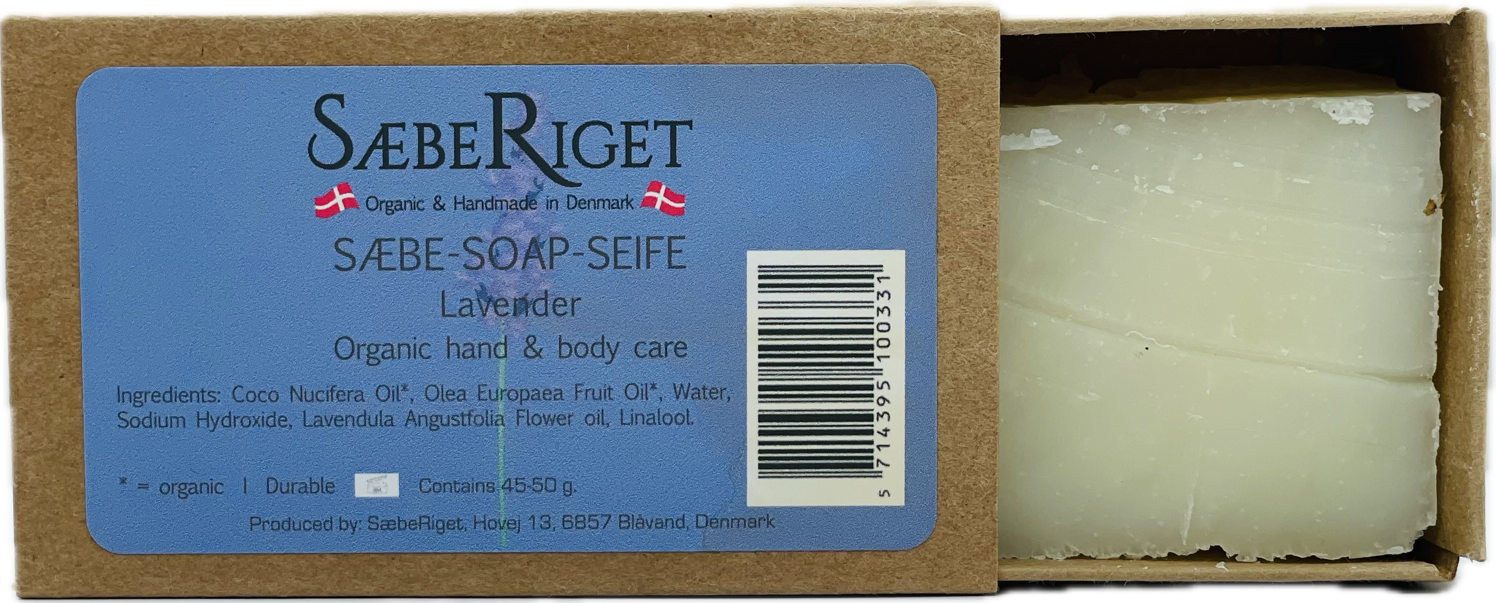 SÆBERIGET
Organic & Handmade in Denmark
SÆBE-SOAP-SEIFE
Lavender
Organic hand & body care
Ingredients: Coco Nucifera Oil*, Olea Europaea Fruit Oil*, Water,
Sodium Hydroxide, Lavendula Angustfolia Flower oil, Linalool.
* = organic | Durable
Contains 45-50 g.
Produced by: SæbeRiget, Hovej 13, 6857 Blåvand, Denmark
5 714395 100331